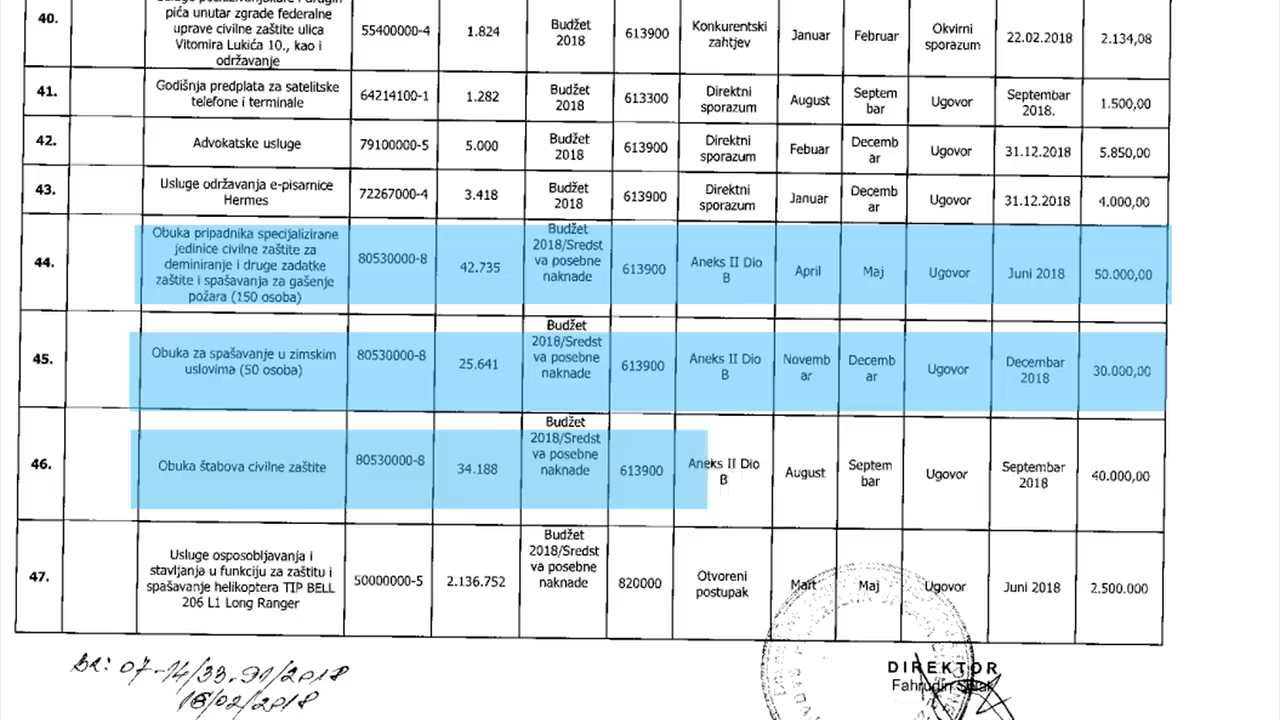 40.
pića unutar zgrade federalne
uprave civilne zaštite ulica
Vitomira Lukića 10., kao i
održavanje
55400000-4
1.824
Budžet
2018
613900
Konkurentski
zahtjev
Januar
Februar
Okvirni
sporazum
22.02.2018
2.134,08
41.
Godišnja predplata za satelitske
telefone i terminale
64214100-1
1.282
Budžet
2018
613300
Direktni
sporazum
August
Septem
bar
Ugovor
Septembar
2018.
1.500,00
42.
Advokatske usluge
79100000-5
5.000
Budžet
2018
613900
Direktni
sporazum
Febuar
Decemb
ar
Ugovor
31.12.2018
5.850,00
43.
Usluge održavanja e-pisarnice
Hermes
72267000-4
3.418
Budžet
2018
613900
Direktni
sporazum
Januar
Decemb
ar
Ugovor
31.12.2018
4.000,00
44.
Obuka pripadnika specijalizirane
jedinice civilne zaštite za
deminiranje i druge zadatke
zaštite i spašavanja za gašenje
požara (150 osoba)
80530000-8
42.735
Budžet
2018/Sredst
va posebne
naknade
613900
Aneks II Dio
B
April
Maj
Ugovor
Juni 2018
50.000,00
45.
Obuka za spašavanje u zimskim
uslovima (50 osoba)
80530000-8
25.641
Budžet
2018/Sredst
va posebne
naknade
613900
Aneks II Dio
B
Novemb
ar
Decemb
ar
Ugovor
Decembar
2018
30.000,00
46.
Obuka štabova civilne zaštite
80530000-8
34.188
Budžet
2018/Sredst
va posebne
naknade
613900
Aneks II Dio
B
August
Septem
bar
Ugovor
Septembar
2018
40.000,00
47.
Usluge osposobljavanja i
stavljanja u funkciju za zaštitu i
spašavanje helikoptera TIP BELL
206 L1 Long Ranger
50000000-5
2.136.752
Budžet
2018/Sredst
va posebne
naknade
820000
Otvoreni
postupak
Mart
Maj
Ugovor
Juni 2018
2.500.000
Br: 07-14/33-91/2018
16/02/2018
DIREKTOR
Fahrudin